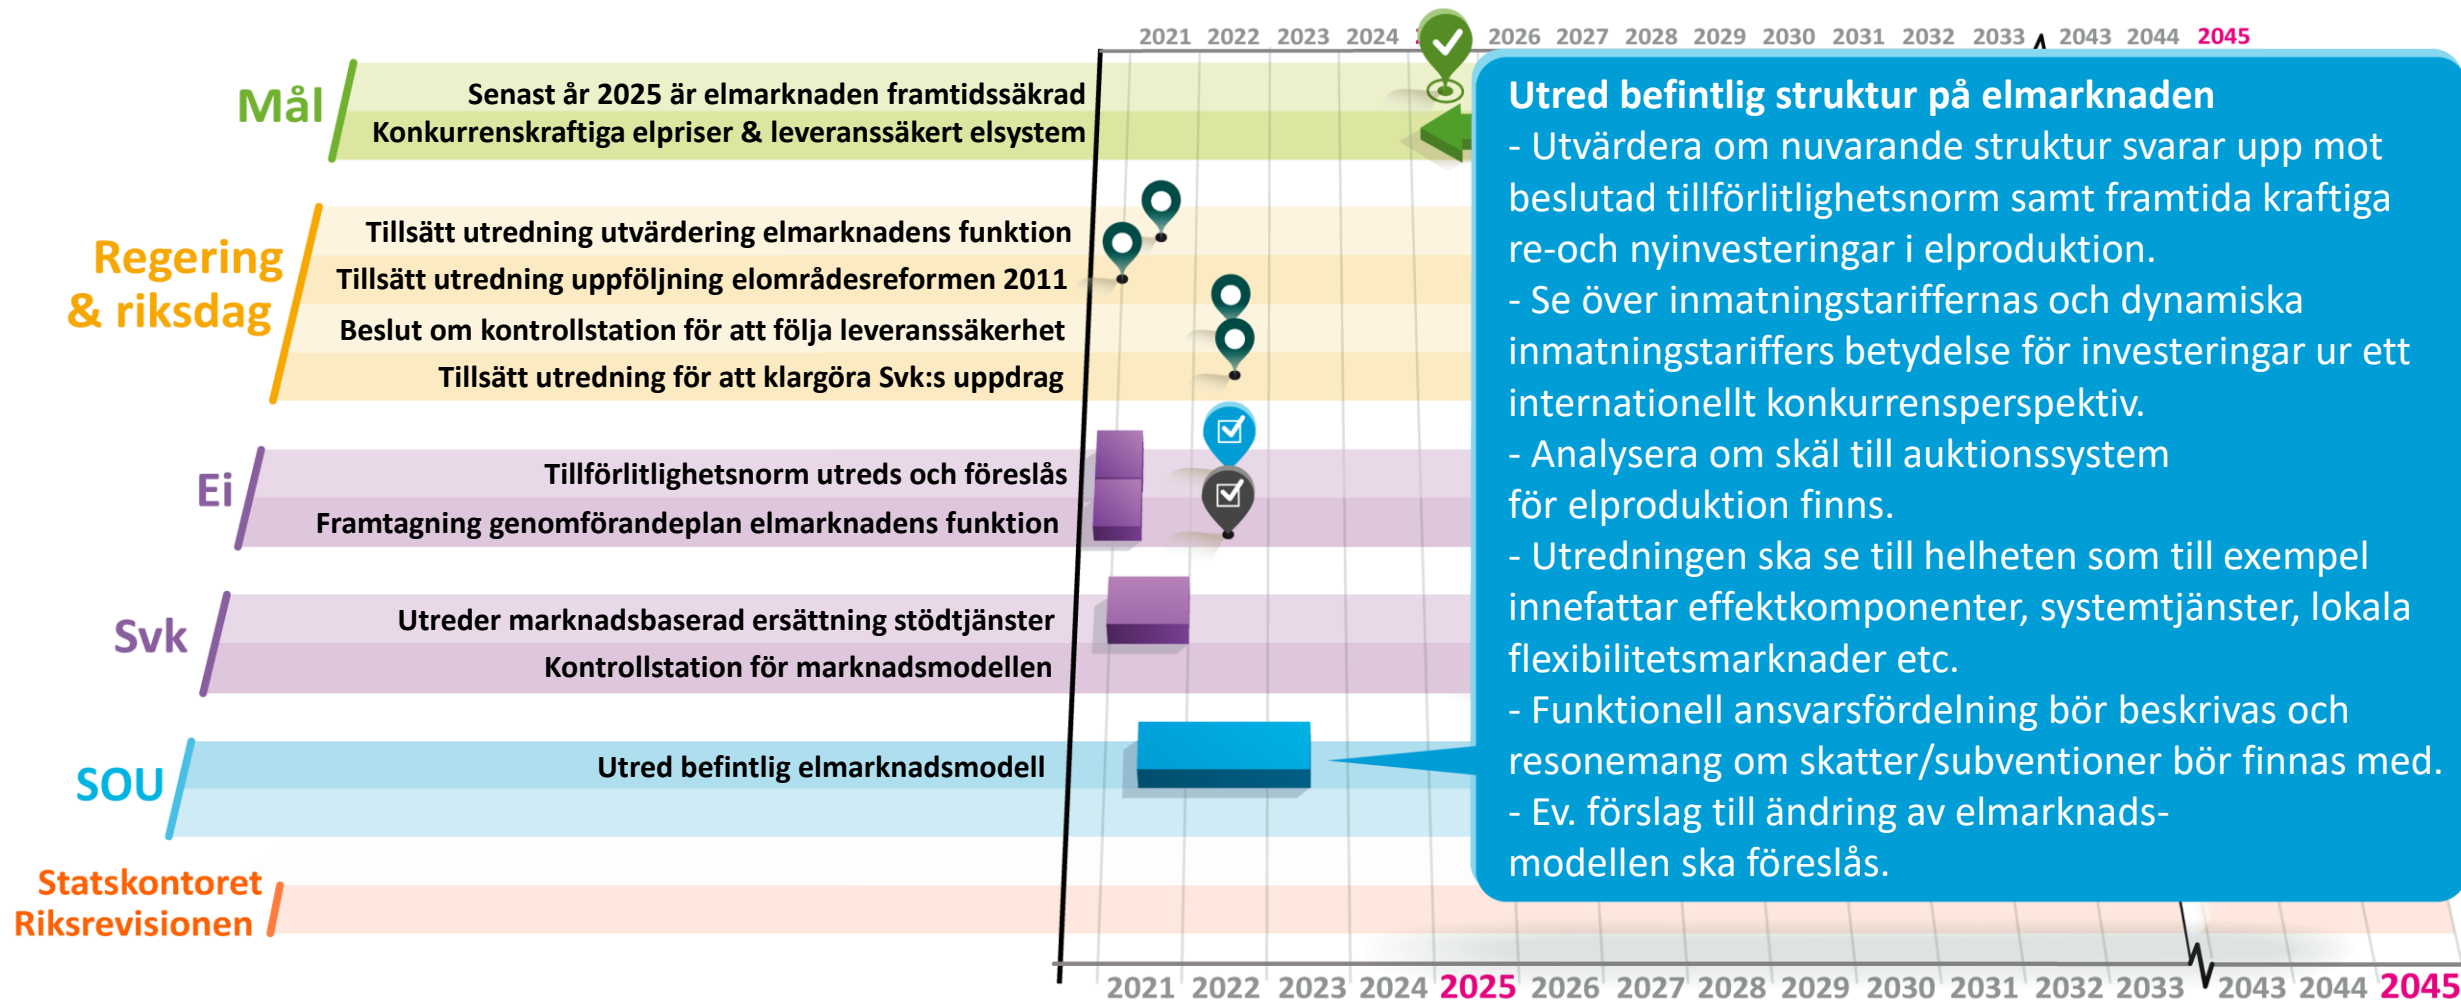 2021 2022 2023 2024 2026 2027 2028 2029 2030 2031 2032 2033 2043 2044 2045
Mål
Senast år 2025 är elmarknaden framtidssäkrad
Konkurrenskraftiga elpriser & leveranssäkert elsystem
Regering
& riksdag
Tillsätt utredning utvärdering elmarknadens funktion
Tillsätt utredning uppföljning elområdesreformen 2011
Beslut om kontrollstation för att följa leveranssäkerhet
Tillsätt utredning för att klargöra Svk:s uppdrag
Ei
Tillförlitlighetsnorm utreds och föreslås
Framtagning genomförandeplan elmarknadens funktion
Svk
Utreder marknadsbaserad ersättning stödtjänster
Kontrollstation för marknadsmodellen
SOU
Utred befintlig elmarknadsmodell
Statskontoret
Riksrevisionen
Utred befintlig struktur på elmarknaden
- Utvärdera om nuvarande struktur svarar upp mot
beslutad tillförlitlighetsnorm samt framtida kraftiga
re-och nyinvesteringar i elproduktion.
- Se över inmatningstariffernas och dynamiska
inmatningstariffers betydelse för investeringar ur ett
internationellt konkurrensperspektiv.
- Analysera om skäl till auktionssystem
för elproduktion finns.
- Utredningen ska se till helheten som till exempel
innefattar effektkomponenter, systemtjänster, lokala
flexibilitetsmarknader etc.
- Funktionell ansvarsfördelning bör beskrivas och
resonemang om skatter/subventioner bör finnas med.
- Ev. förslag till ändring av elmarknads-
modellen ska föreslås.
2021 2022 2023 2024 2025 2026 2027 2028 2029 2030 2031 2032 2033 2043 2044 2045